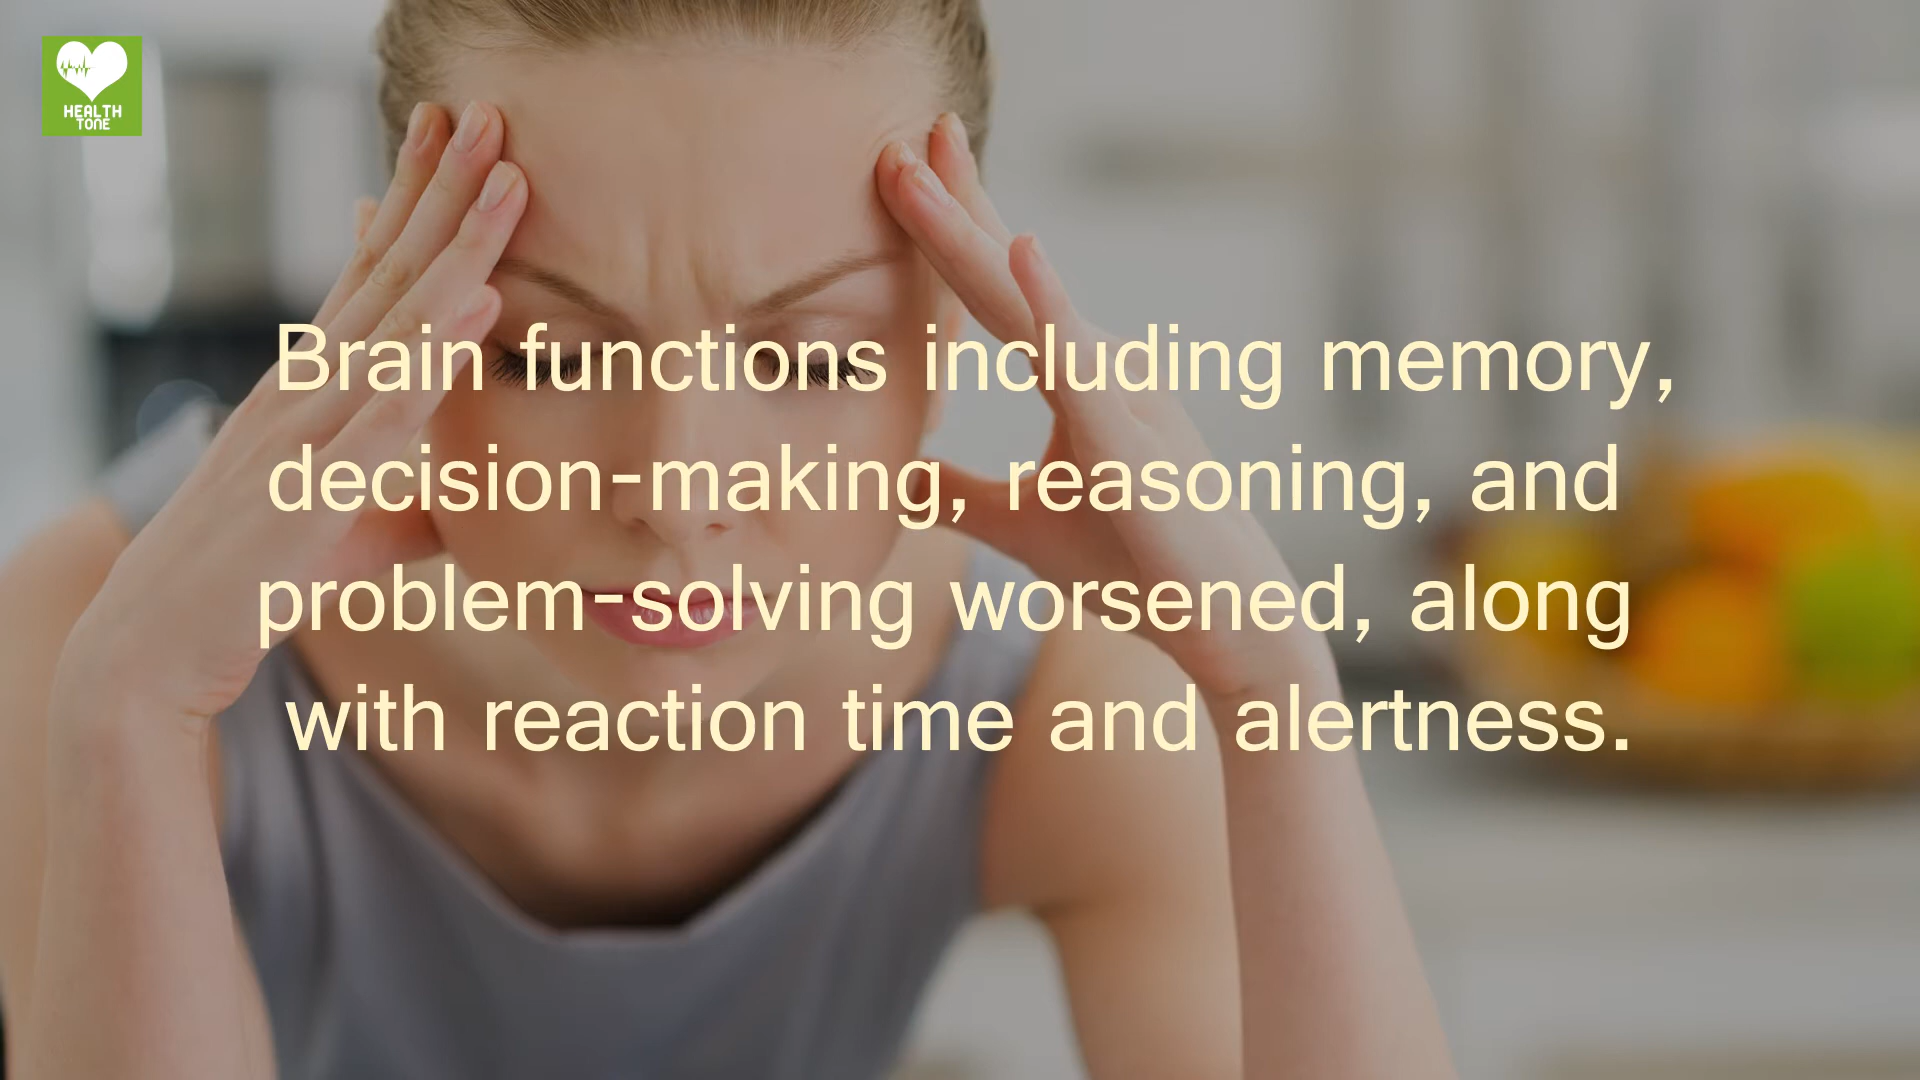 HEALTH
TONE
Brain functions including memory,
decision-making, reasoning, and
problem-solving worsened, along
with reaction time and alertness.